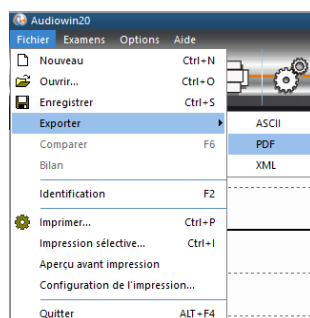 Audiowin20
Fichier Examens Options Aide
Nouveau Ctrl+N
Ouvrir... Ctrl+O
Enregistrer Ctrl+S
Exporter ASCII
Comparer F6 PDF
Bilan XML
Identification F2
Imprimer... Ctrl+P
Impression sélective... Ctrl+I
Aperçu avant impression
Configuration de l'impression...
Quitter ALT+F4